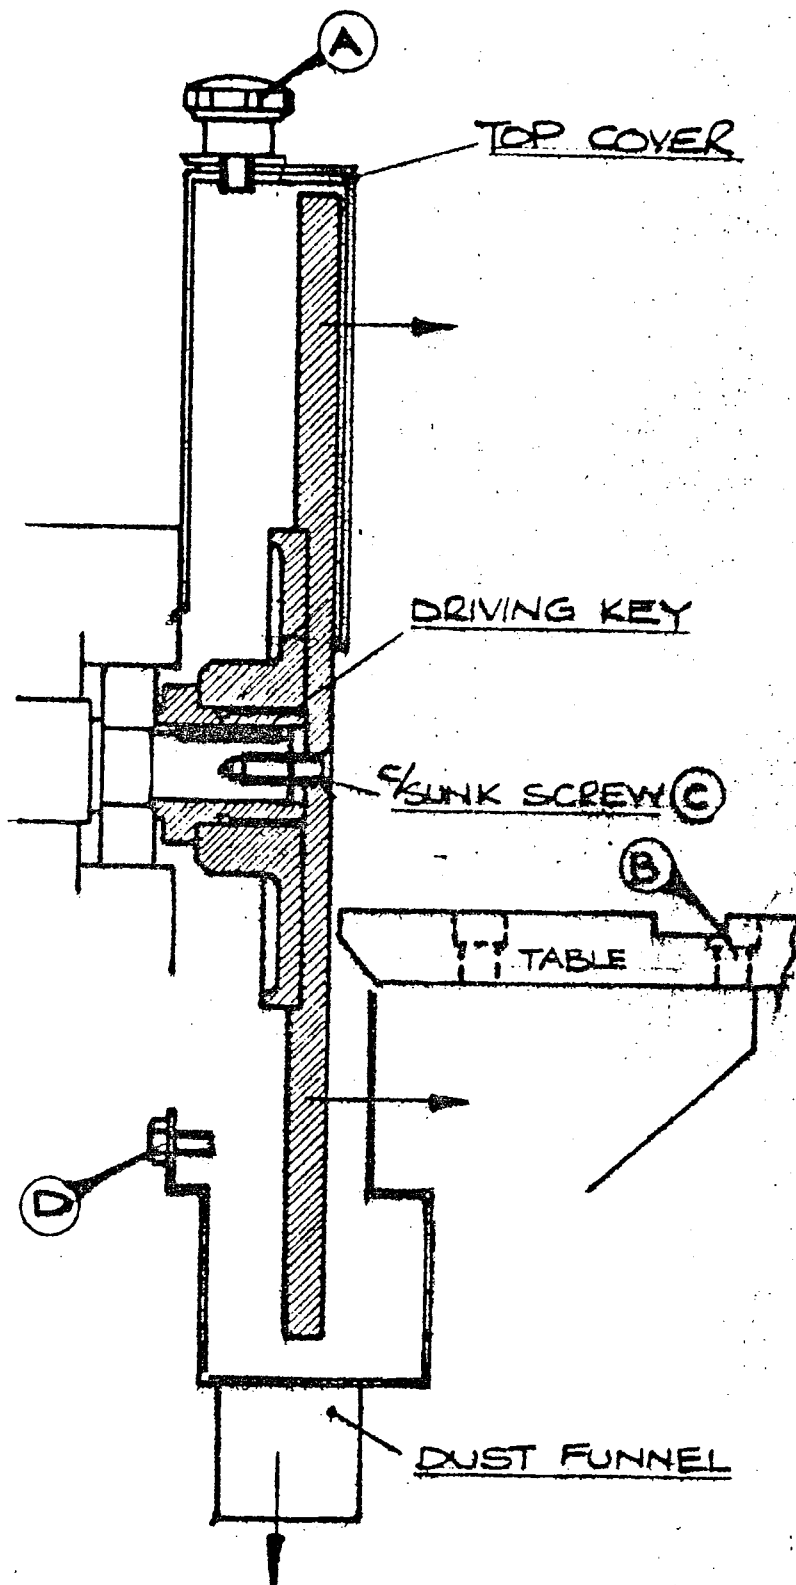 A
TOP COVER
DRIVING KEY
C/SUNK SCREW C
B
TABLE
D
DUST FUNNEL